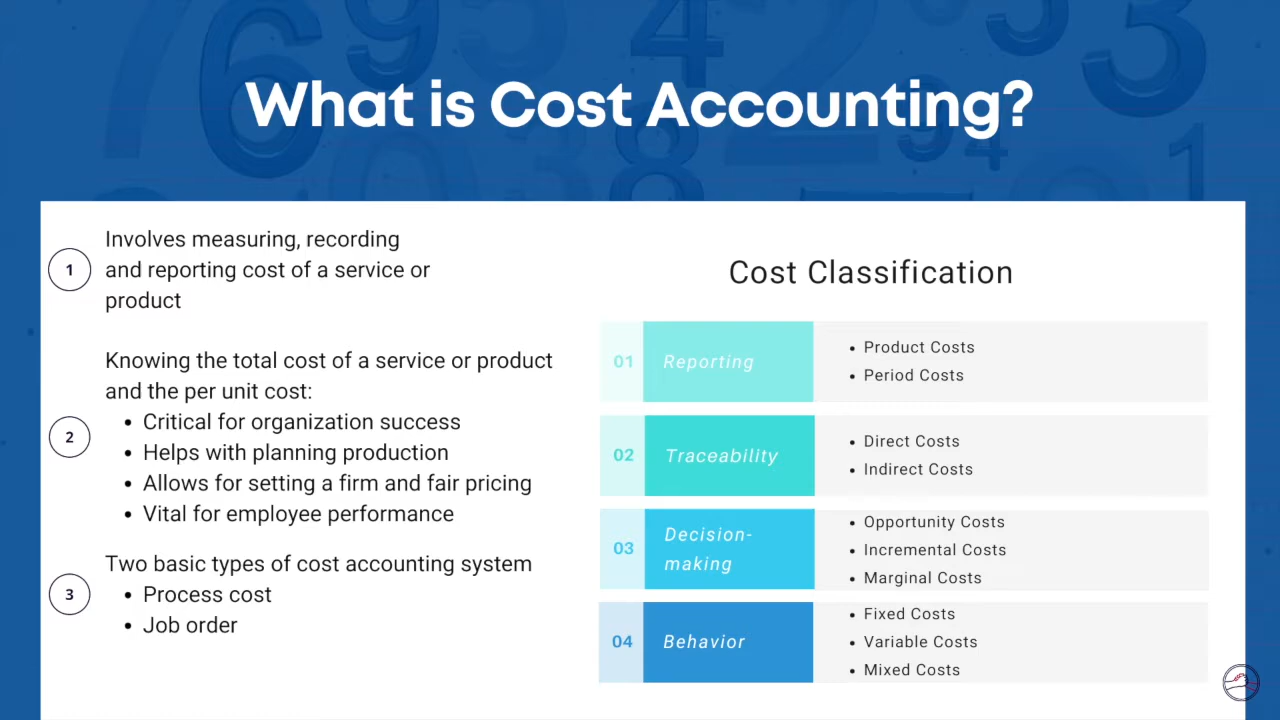 What is Cost Accounting?
1
Involves measuring, recording
and reporting cost of a service or
product
2
Knowing the total cost of a service or product
and the per unit cost:
• Critical for organization success
• Helps with planning production
• Allows for setting a firm and fair pricing
• Vital for employee performance
3
Two basic types of cost accounting system
• Process cost
• Job order
Cost Classification
01 Reporting
• Product Costs
• Period Costs
02 Traceability
• Direct Costs
• Indirect Costs
03 Decision-
making
• Opportunity Costs
• Incremental Costs
• Marginal Costs
04 Behavior
• Fixed Costs
• Variable Costs
• Mixed Costs